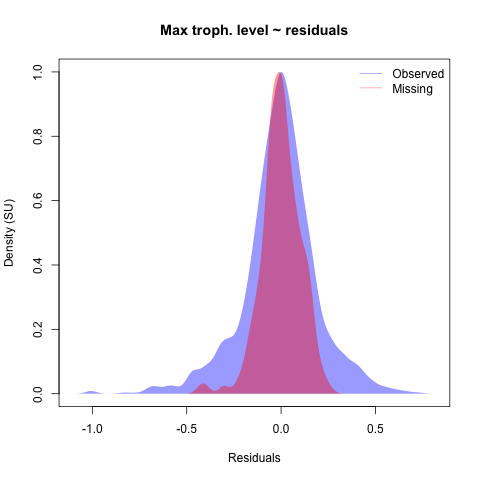 Max troph. level ~ residuals
Observed
Missing
Density (SU)
1.0
0.8
0.6
0.4
0.2
0.0
-1.0
-0.5
0.0
0.5
Residuals